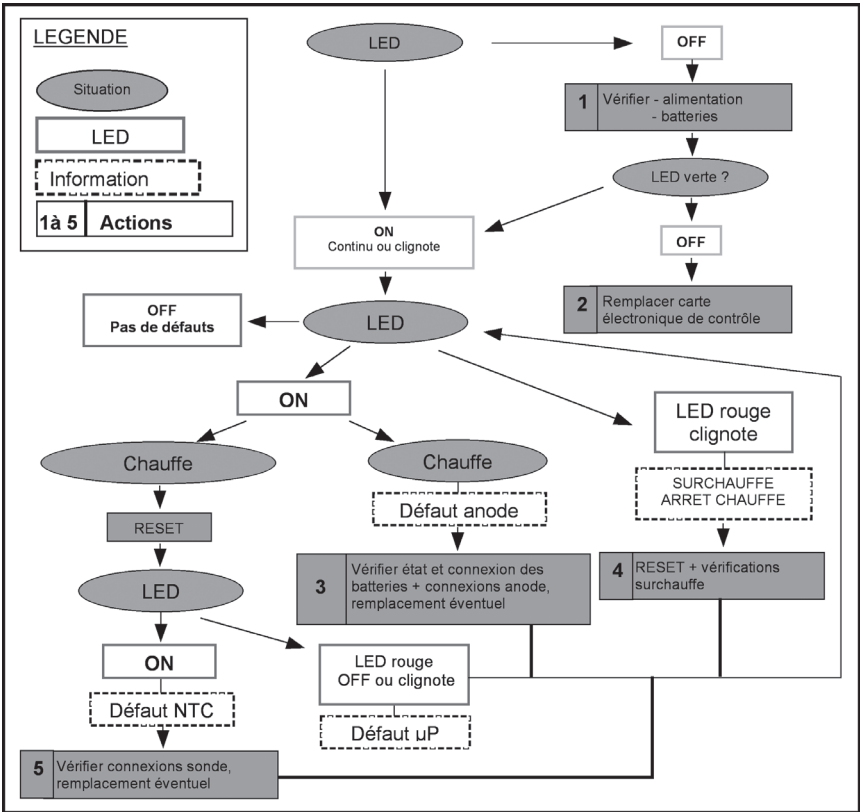 LEGENDE
Situation
LED
Information
1à 5 Actions
LED
OFF
1 Vérifier - alimentation
- batteries
LED verte ?
OFF
2 Remplacer carte
électronique de contrôle
ON
Continu ou clignote
LED
OFF
Pas de défauts
ON
LED rouge
clignote
SURCHAUFFE
ARRET CHAUFFE
4 RESET + vérifications
surchauffe
Chauffe
RESET
LED
Chauffe
Défaut anode
3 Vérifier état et connexion des
batteries + connexions anode,
remplacement éventuel
ON
Défaut NTC
LED rouge
OFF ou clignote
Défaut µP
5 Vérifier connexions sonde,
remplacement éventuel